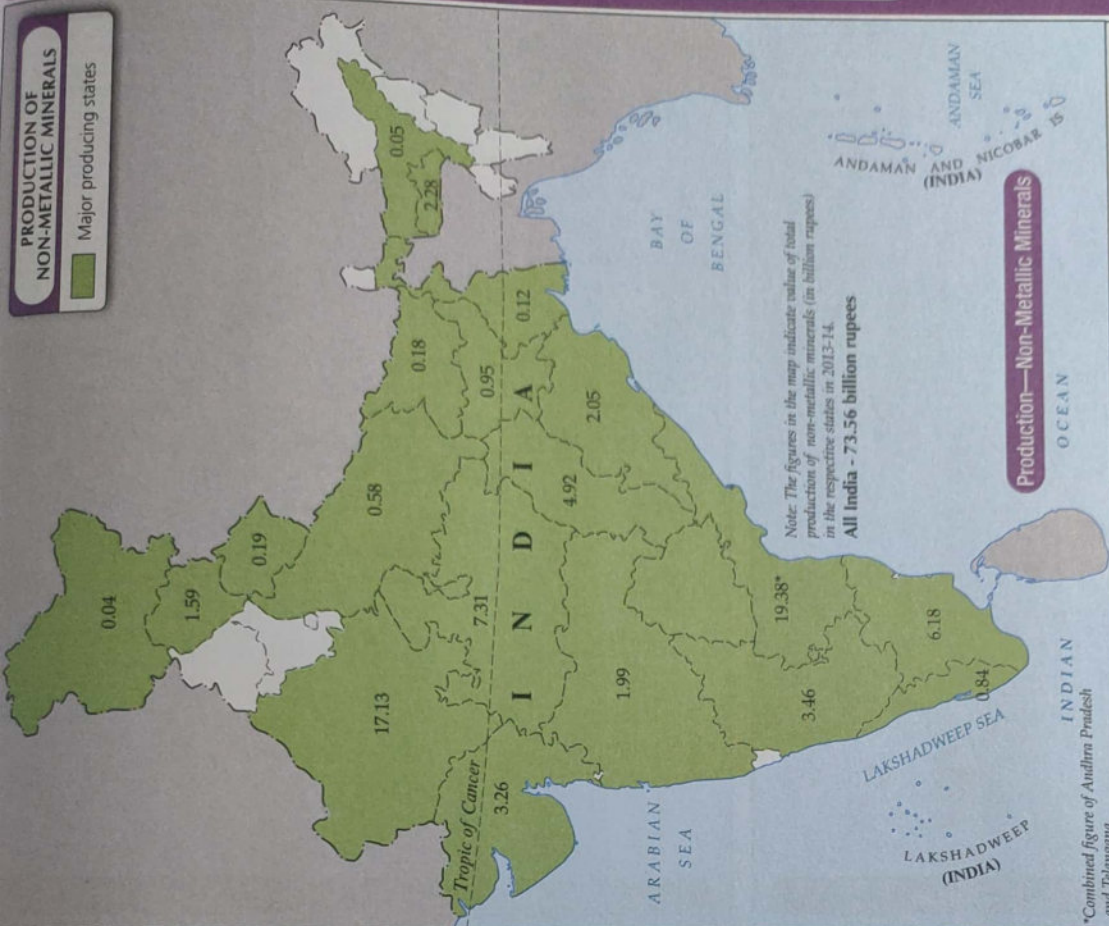 PRODUCTION OF
NON-METALLIC MINERALS
Major producing states
0.04
1.59
0.19
17.13
0.58
0.18
0.05
2.28
Tropic of Cancer
3.26
7.31
0.95
0.12
I N D I A
4.92
2.05
1.99
19.38*
3.46
6.18
0.84
ARABIAN
SEA
BAY
OF
BENGAL
Note: The figures in the map indicate value of total
production of non-metallic minerals (in billion rupees)
in the respective states in 2013-14.
All India - 73.56 billion rupees
ANDAMAN AND NICOBAR IS
(INDIA)
ANDAMAN
SEA
LAKSHADWEEP SEA
LAKSHADWEEP
(INDIA)
INDIAN
OCEAN
Production—Non-Metallic Minerals
*Combined figure of Andhra Pradesh
and Telangana